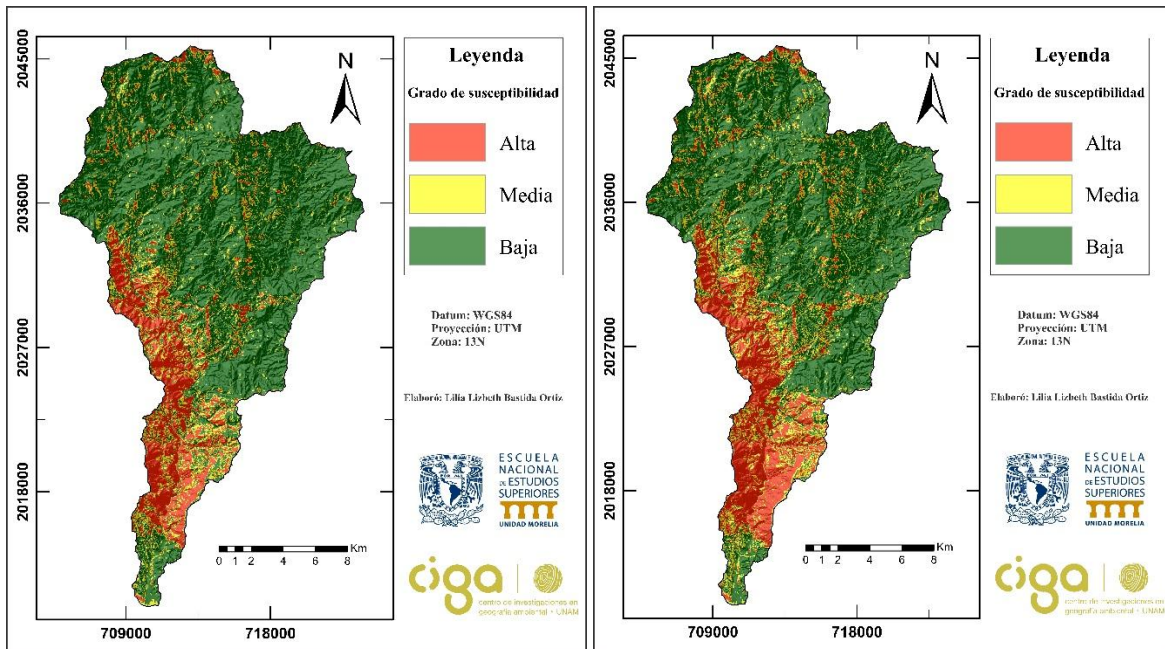 2045000
2036000
2027000
2018000
709000
718000
N
0 1 2 4 6 8
Km
Leyenda
Grado de susceptibilidad
Alta
Media
Baja
Datum: WGS84
Proyección: UTM
Zona: 13N
Elaboró: Lilia Lizbeth Bastida Ortiz
ESCUELA
NACIONAL
DE ESTUDIOS
SUPERIORES
UNIDAD MORELIA
ciga
centro de investigaciones en
geografía ambiental • UNAM
2045000
2036000
2027000
2018000
709000
718000
N
0 1 2 4 6 8
Km
Leyenda
Grado de susceptibilidad
Alta
Media
Baja
Datum: WGS84
Proyección: UTM
Zona: 13N
Elaboró: Lilia Lizbeth Bastida Ortiz
ESCUELA
NACIONAL
DE ESTUDIOS
SUPERIORES
UNIDAD MORELIA
ciga
centro de investigaciones en
geografía ambiental • UNAM